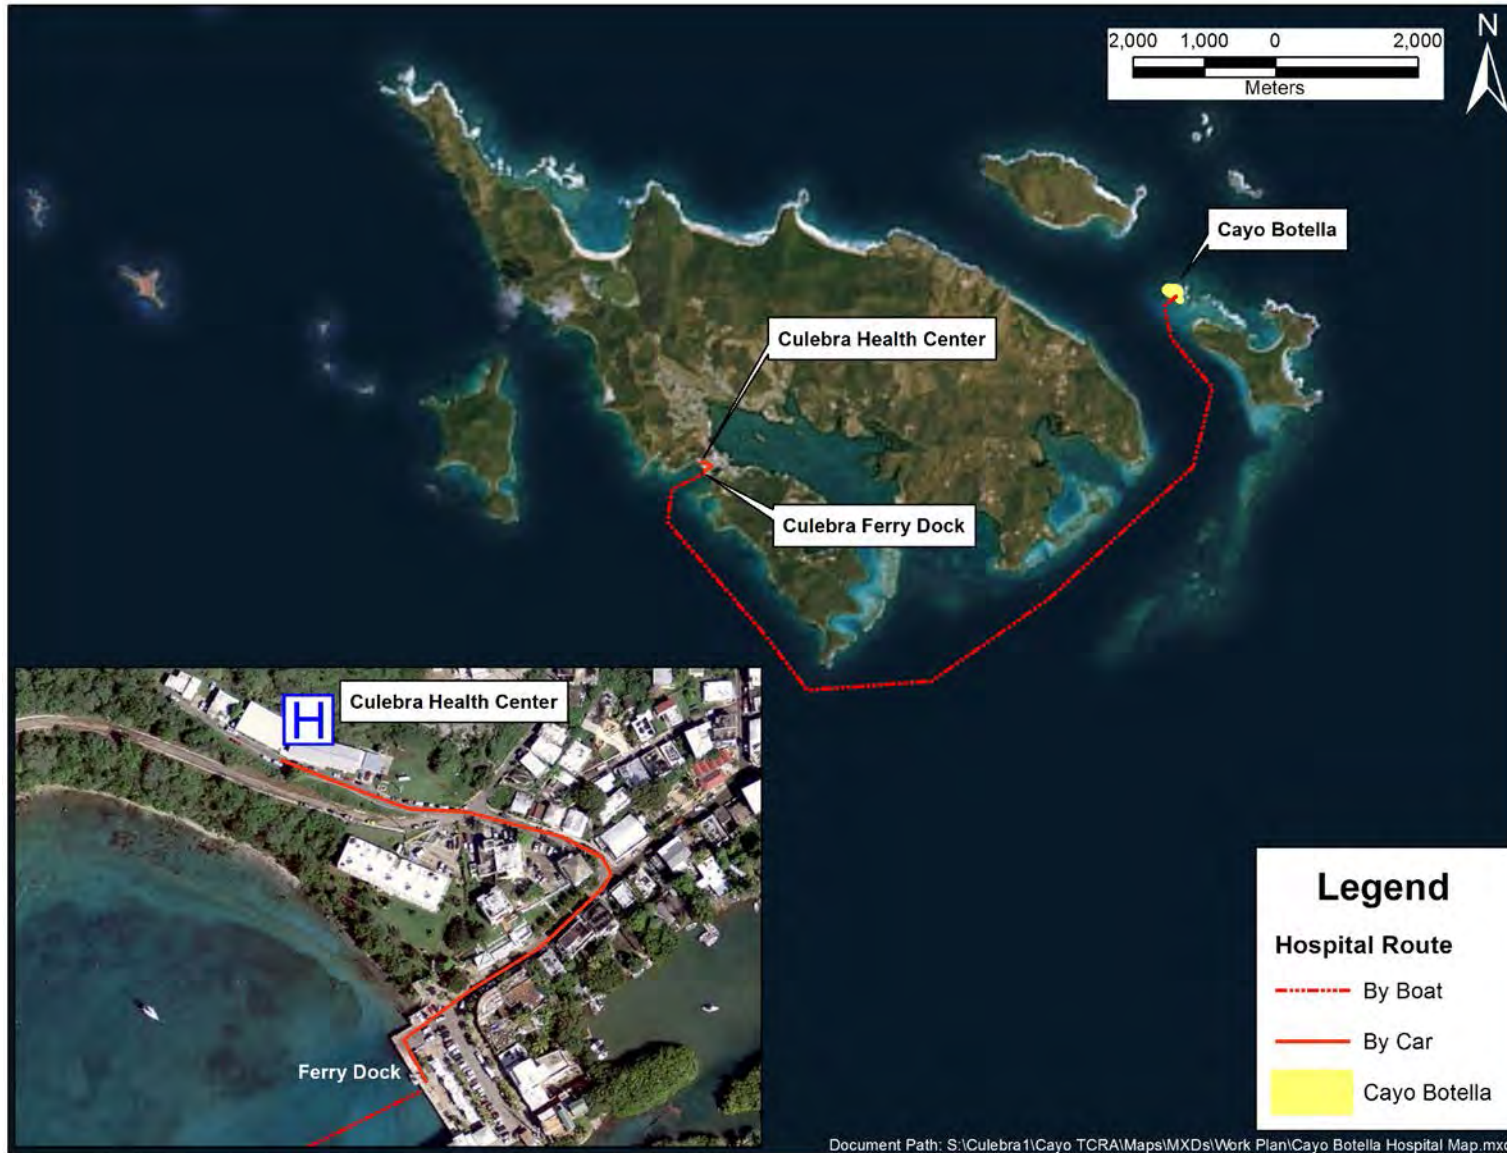 N
2,000 1,000 0 2,000
Meters
Cayo Botella
Culebra Health Center
Culebra Ferry Dock
H
Culebra Health Center
Ferry Dock
Legend
Hospital Route
By Boat
By Car
Cayo Botella
Document Path: S:\Culebra1\Cayo TCRA\Maps\MXDs\Work Plan\Cayo Botella Hospital Map.mxd